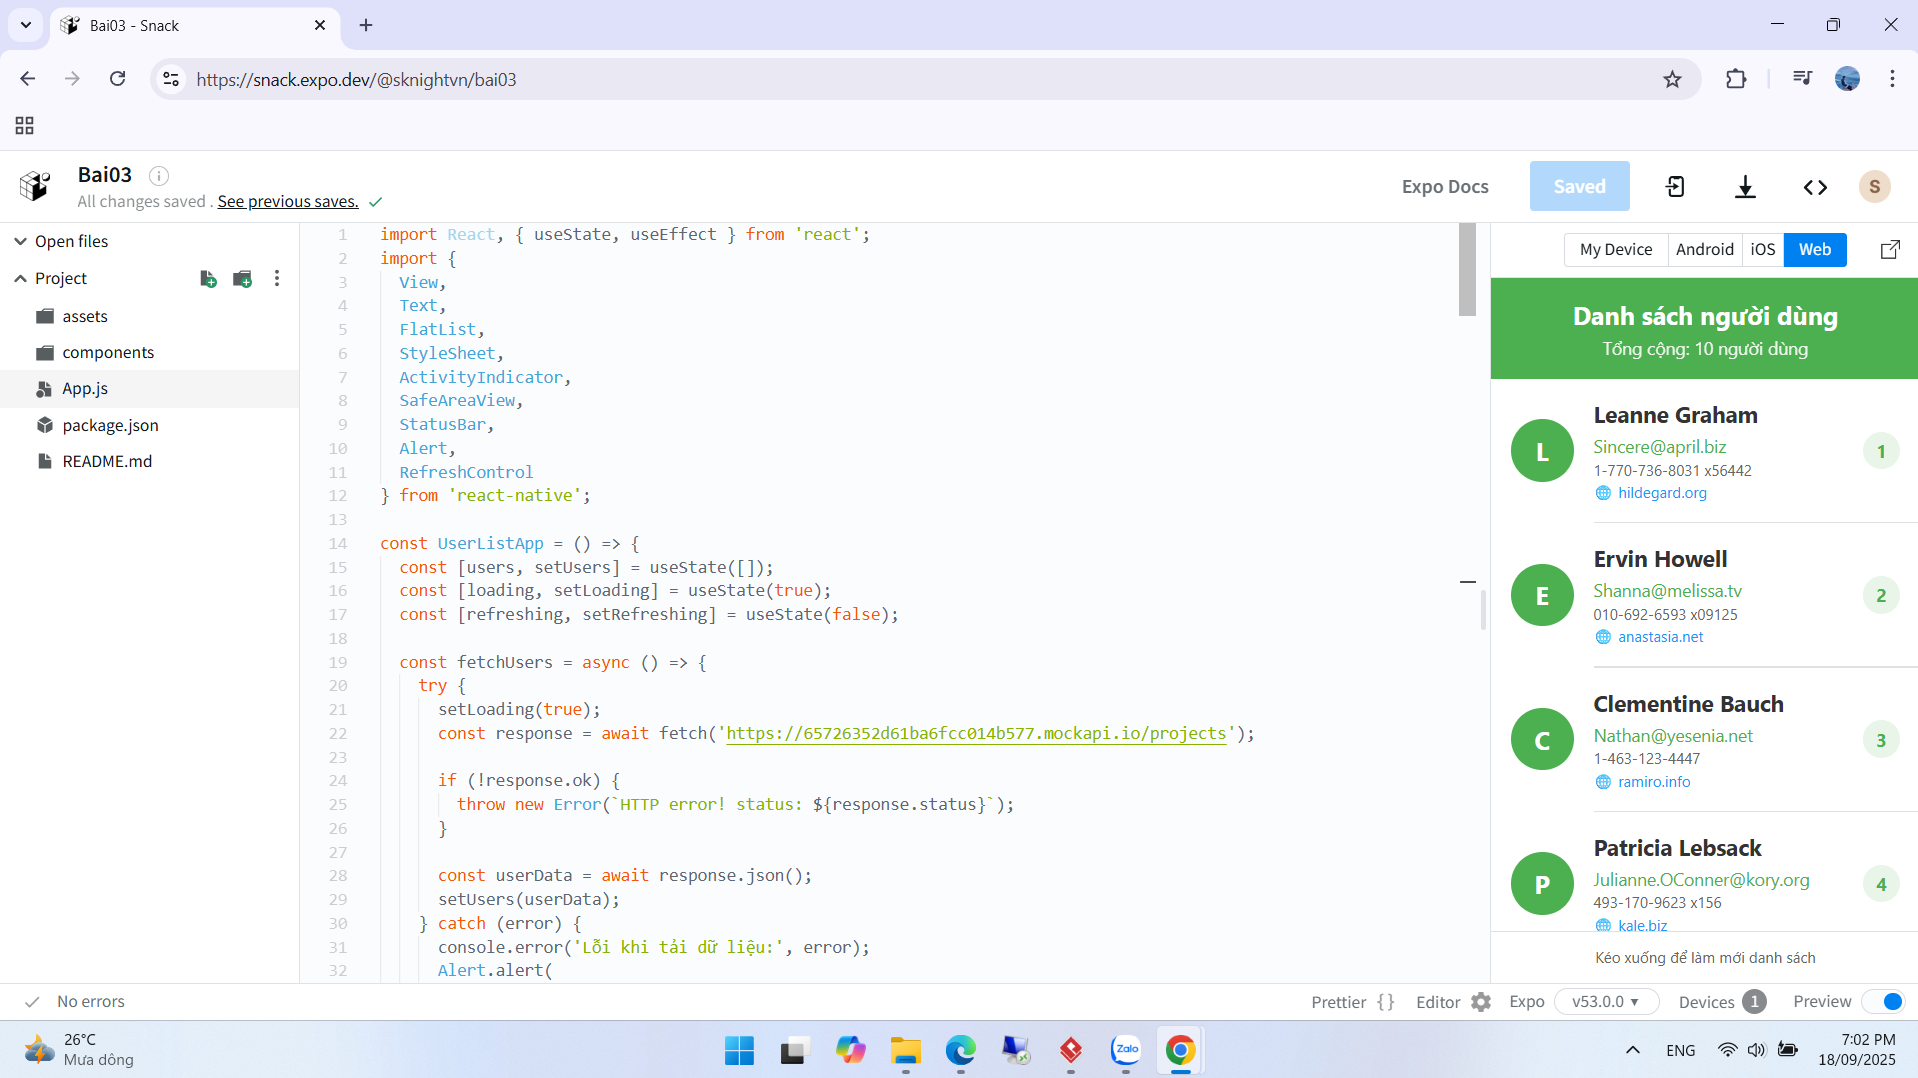 Bai03 - Snack
https://snack.expo.dev/@sknightvn/bai03
Bai03
All changes saved . See previous saves.
Expo Docs
Saved
S
Open files
Project
assets
components
App.js
package.json
README.md
1 import React, { useState, useEffect } from 'react';
2 import {
3 View,
4 Text,
5 FlatList,
6 StyleSheet,
7 ActivityIndicator,
8 SafeAreaView,
9 StatusBar,
10 Alert,
11 RefreshControl
12 } from 'react-native';
13
14 const UserListApp = () => {
15 const [users, setUsers] = useState([]);
16 const [loading, setLoading] = useState(true);
17 const [refreshing, setRefreshing] = useState(false);
18
19 const fetchUsers = async () => {
20 try {
21 setLoading(true);
22 const response = await fetch('https://65726352d61ba6fcc014b577.mockapi.io/projects');
23
24 if (!response.ok) {
25 throw new Error(`HTTP error! status: ${response.status}`);
26 }
27
28 const userData = await response.json();
29 setUsers(userData);
30 } catch (error) {
31 console.error('Lỗi khi tải dữ liệu:', error);
32 Alert.alert(
My Device Android iOS Web
Danh sách người dùng
Tổng cộng: 10 người dùng
L
Leanne Graham
Sincere@april.biz
1-770-736-8031 x56442
hildegard.org
1
E
Ervin Howell
Shanna@melissa.tv
010-692-6593 x09125
anastasia.net
2
C
Clementine Bauch
Nathan@yesenia.net
1-463-123-4447
ramiro.info
3
P
Patricia Lebsack
Julianne.OConner@kory.org
493-170-9623 x156
kale.biz
4
Kéo xuống để làm mới danh sách
No errors
Prettier {} Editor Expo v53.0.0 Devices 1 Preview
26°C
Mưa dông
Zalo
ENG
7:02 PM
18/09/2025